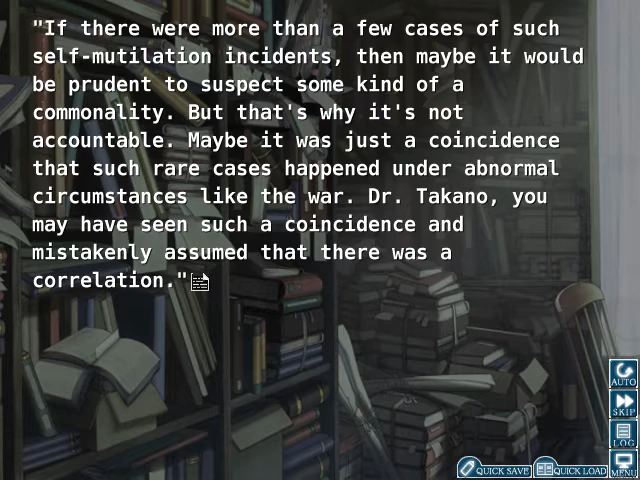 "If there were more than a few cases of such
self-mutilation incidents, then maybe it would
be prudent to suspect some kind of a
commonality. But that's why it's not
accountable. Maybe it was just a coincidence
that such rare cases happened under abnormal
circumstances like the war. Dr. Takano, you
may have seen such a coincidence and
mistakenly assumed that there was a
correlation."
AUTO
SKIP
LOG
QUICK SAVE
QUICK LOAD
MENU